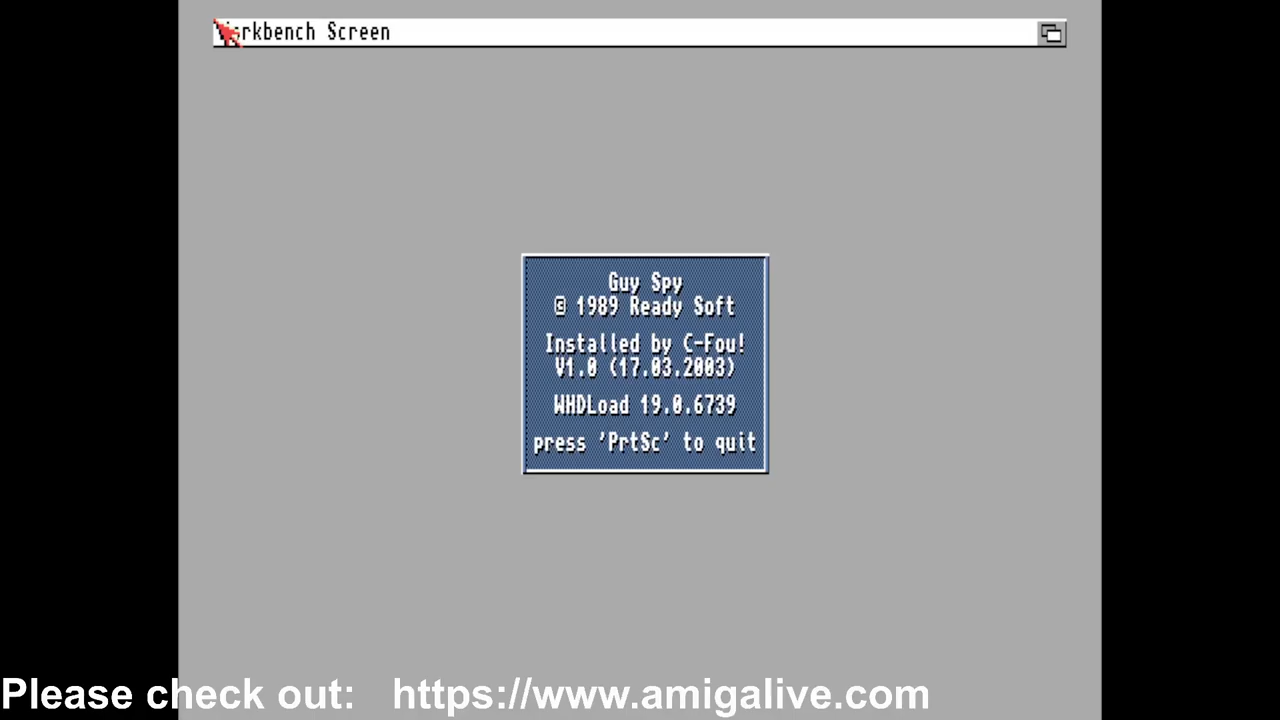 Workbench Screen
Guy Spy
© 1989 Ready Soft
Installed by C-Fou!
V1.0 (17.03.2003)
WHDLoad 19.0.6739
press 'PrtSc' to quit
Please check out: https://www.amigalive.com